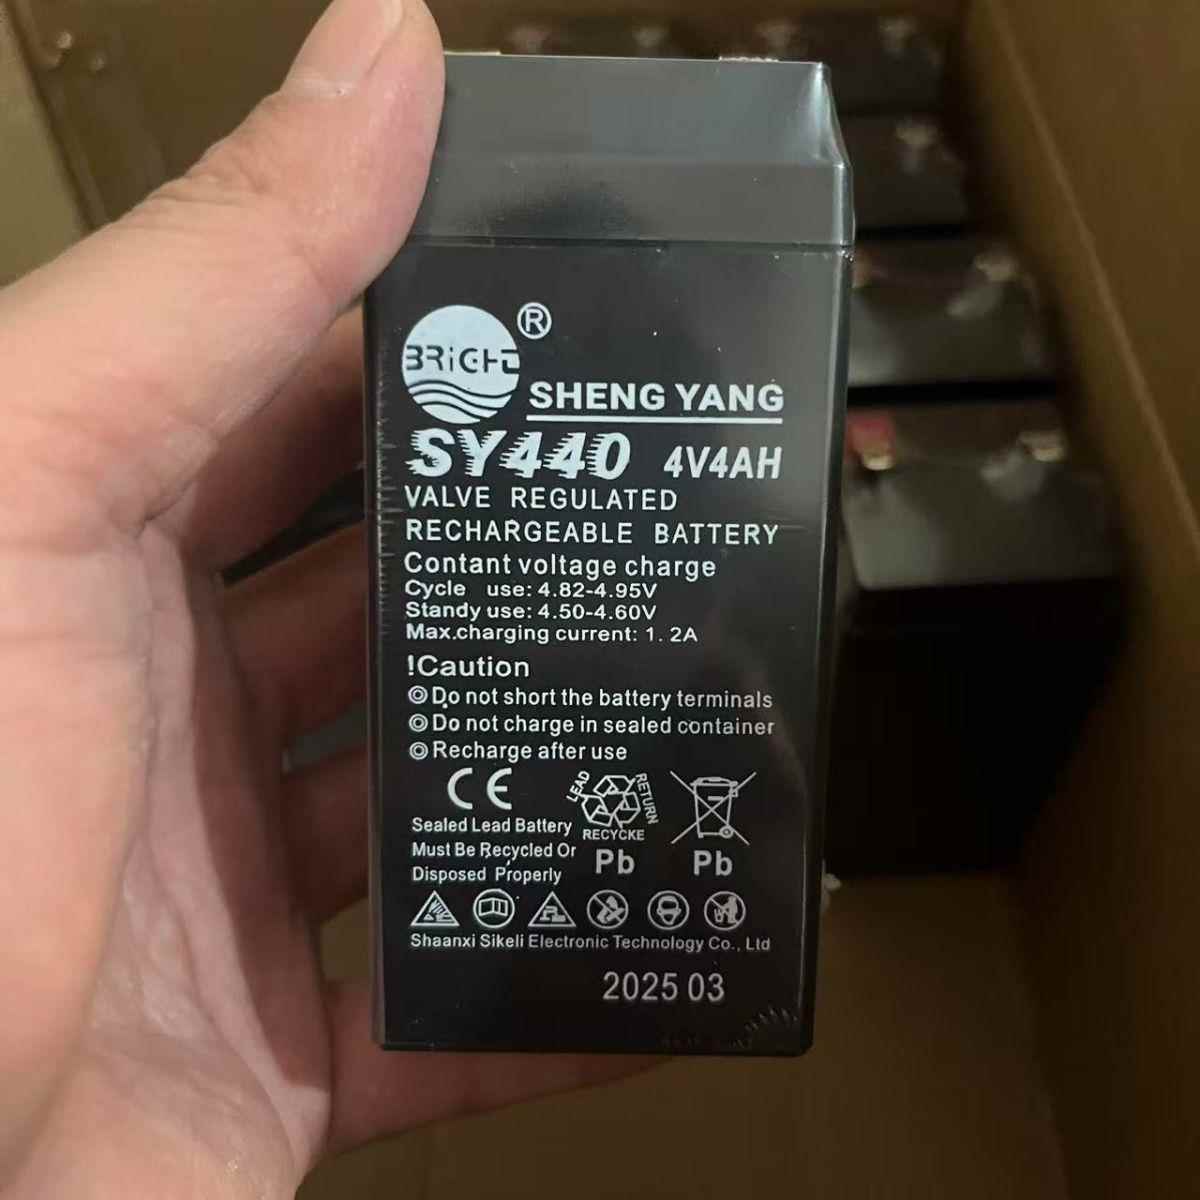 BRIGHT ®
SHENG YANG
SY440 4V4AH
VALVE REGULATED
RECHARGEABLE BATTERY
Contant voltage charge
Cycle use: 4.82-4.95V
Standy use: 4.50-4.60V
Max.charging current: 1. 2A
!Caution
◎Do not short the battery terminals
◎Do not charge in sealed container
◎Recharge after use
CE
LEAD RETURN
RECYCKE
Sealed Lead Battery
Must Be Recycled Or
Disposed Properly
Pb Pb
Shaanxi Sikeli Electronic Technology Co., Ltd
2025 03